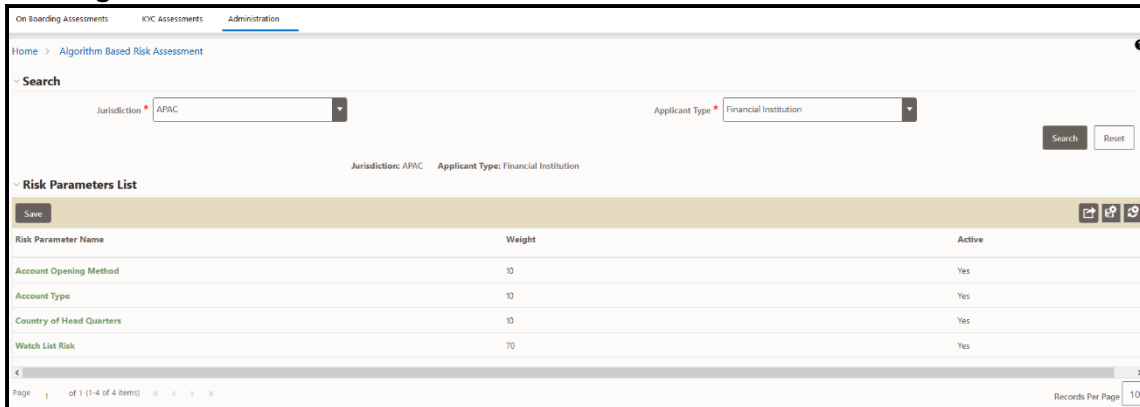 On Boarding Assessments KYC Assessments Administration
Home > Algorithm Based Risk Assessment
Search
Jurisdiction * APAC Applicant Type * Financial Institution
Search Reset
Jurisdiction: APAC Applicant Type: Financial Institution
Risk Parameters List
Save
Risk Parameter Name Weight Active
Account Opening Method 10 Yes
Account Type 10 Yes
Country of Head Quarters 10 Yes
Watch List Risk 70 Yes
Page 1 of 1 (1-4 of 4 items) Records Per Page 10